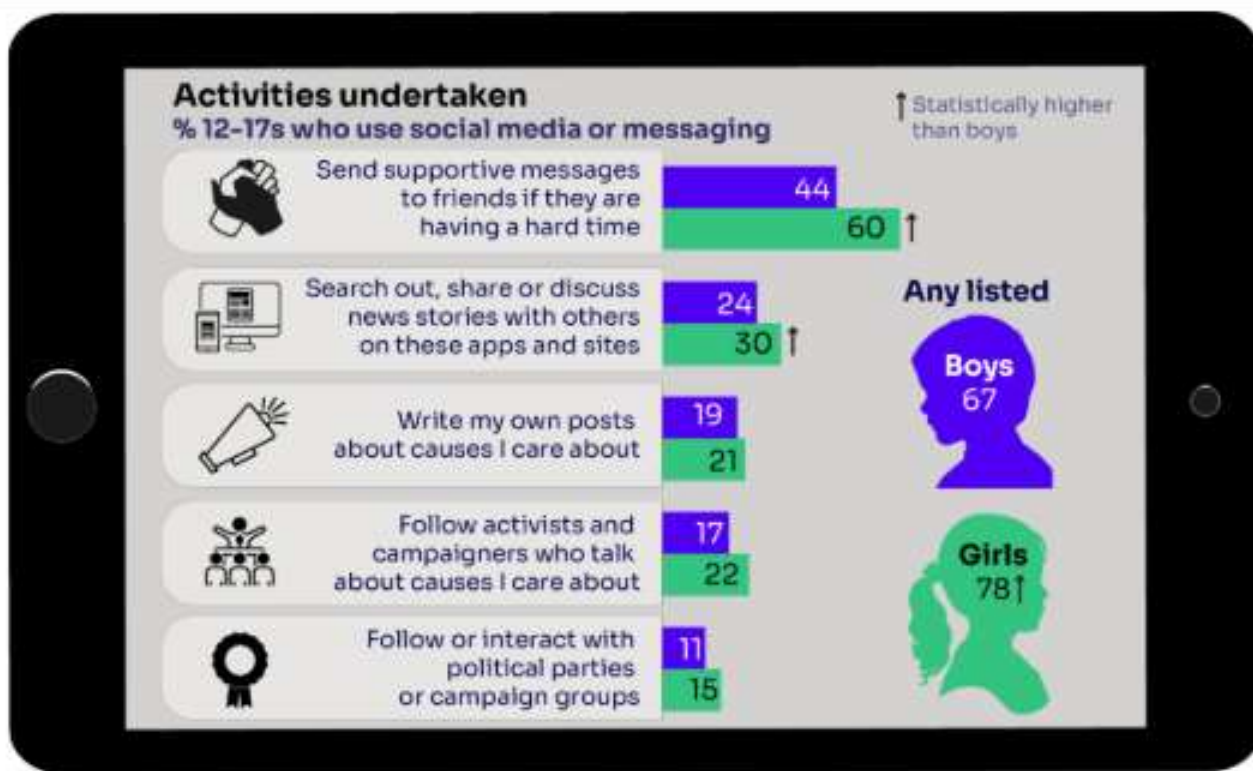 Activities undertaken
% 12-17s who use social media or messaging
↑ Statistically higher
than boys
Send supportive messages
to friends if they are
having a hard time
44
60 ↑
Search out, share or discuss
news stories with others
on these apps and sites
24
30 ↑
Write my own posts
about causes I care about
19
21
Follow activists and
campaigners who talk
about causes I care about
17
22
Follow or interact with
political parties
or campaign groups
11
15
Any listed
Boys
67
Girls
78↑